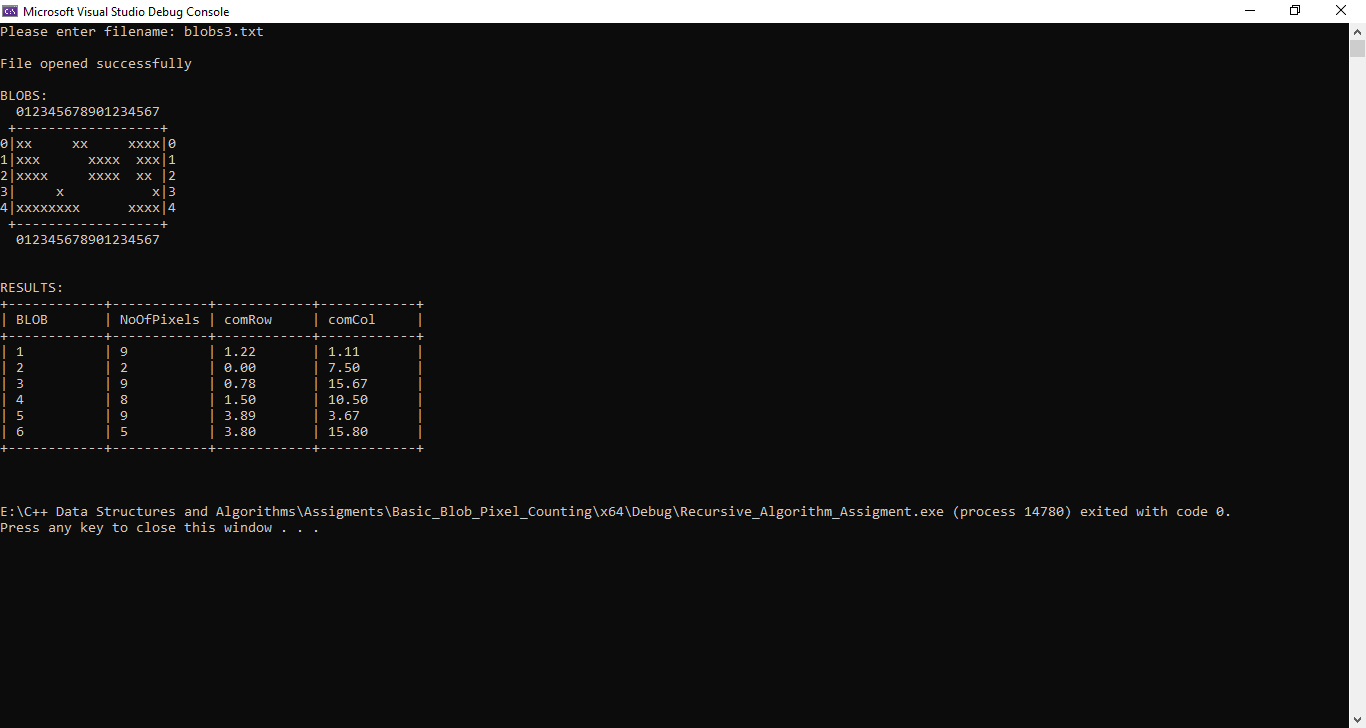 Microsoft Visual Studio Debug Console
Please enter filename: blobs3.txt
File opened successfully
BLOBS:
  012345678901234567
 +------------------+
0|xx     xx     xxxx|0
1|xxx      xxxx  xxx|1
2|xxxx     xxxx  xx |2
3|     x           x|3
4|xxxxxxxx      xxxx|4
 +------------------+
  012345678901234567
RESULTS:
+------------+------------+------------+------------+
| BLOB       | NoOfPixels | comRow     | comCol     |
+------------+------------+------------+------------+
| 1          | 9          | 1.22       | 1.11       |
| 2          | 2          | 0.00       | 7.50       |
| 3          | 9          | 0.78       | 15.67      |
| 4          | 8          | 1.50       | 10.50      |
| 5          | 9          | 3.89       | 3.67       |
| 6          | 5          | 3.80       | 15.80      |
+------------+------------+------------+------------+
E:\C++ Data Structures and Algorithms\Assigments\Basic_Blob_Pixel_Counting\x64\Debug\Recursive_Algorithm_Assigment.exe (process 14780) exited with code 0.
Press any key to close this window . . .